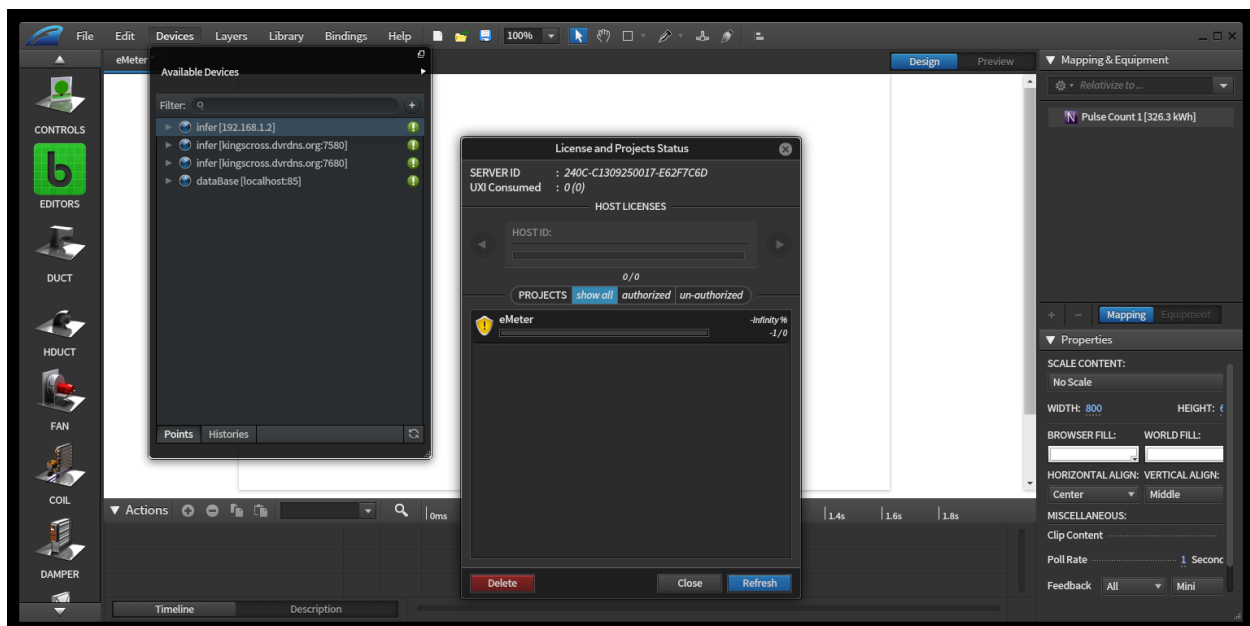 File Edit Devices Layers Library Bindings Help 100%
eMeter
Design Preview
CONTROLS
EDITORS
DUCT
HDUCT
FAN
COIL
DAMPER
Available Devices
Filter:
infer [192.168.1.2]
infer [kingscross.dvrdns.org:7580]
infer [kingscross.dvrdns.org:7680]
dataBase [localhost:85]
Points Histories
License and Projects Status
SERVER ID : 240C-C1309250017-E62F7C6D
UXI Consumed : 0 (0)
HOST LICENSES
HOST ID:
0/0
PROJECTS show all authorized un-authorized
eMeter -Infinity %
-1/0
Delete Close Refresh
Actions
0ms 1.4s 1.6s 1.8s
Timeline Description
Mapping & Equipment
Relativize to ...
N Pulse Count 1 [326.3 kWh]
+ − Mapping Equipment
Properties
SCALE CONTENT:
No Scale
WIDTH: 800 HEIGHT:
BROWSER FILL: WORLD FILL:
HORIZONTAL ALIGN: VERTICAL ALIGN:
Center Middle
MISCELLANEOUS:
Clip Content
Poll Rate 1 Second
Feedback All Mini